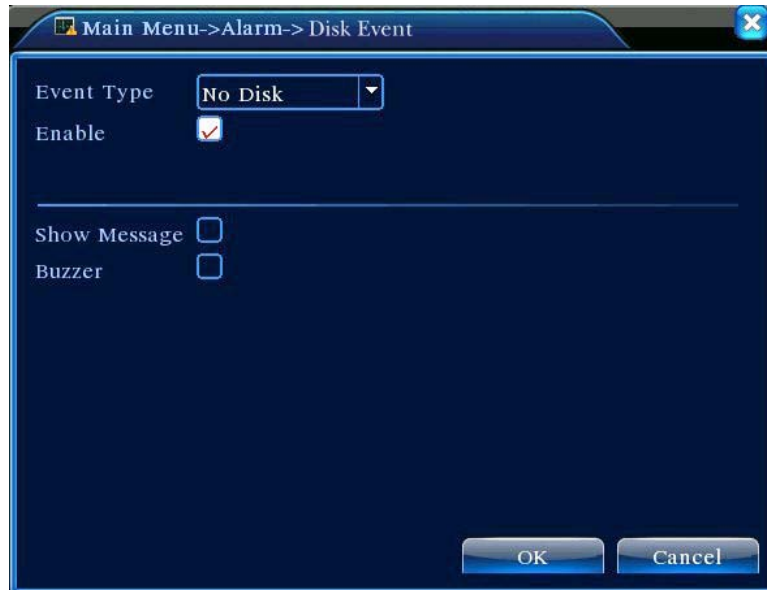 Main Menu->Alarm-> Disk Event
Event Type No Disk
Enable
Show Message
Buzzer
OK Cancel